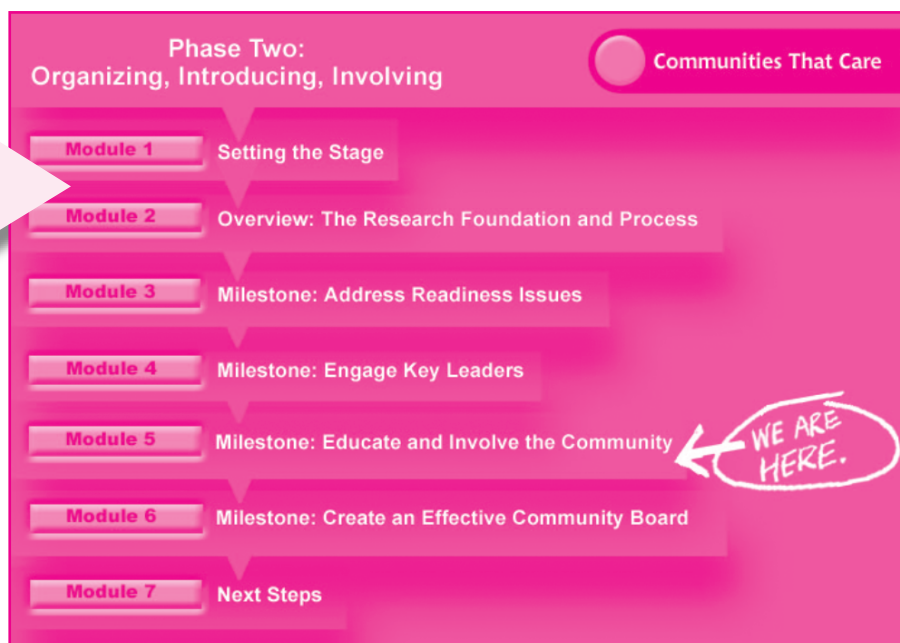 Phase Two:
Organizing, Introducing, Involving
Communities That Care
Module 1 Setting the Stage
Module 2 Overview: The Research Foundation and Process
Module 3 Milestone: Address Readiness Issues
Module 4 Milestone: Engage Key Leaders
Module 5 Milestone: Educate and Involve the Community
WE ARE
HERE.
Module 6 Milestone: Create an Effective Community Board
Module 7 Next Steps